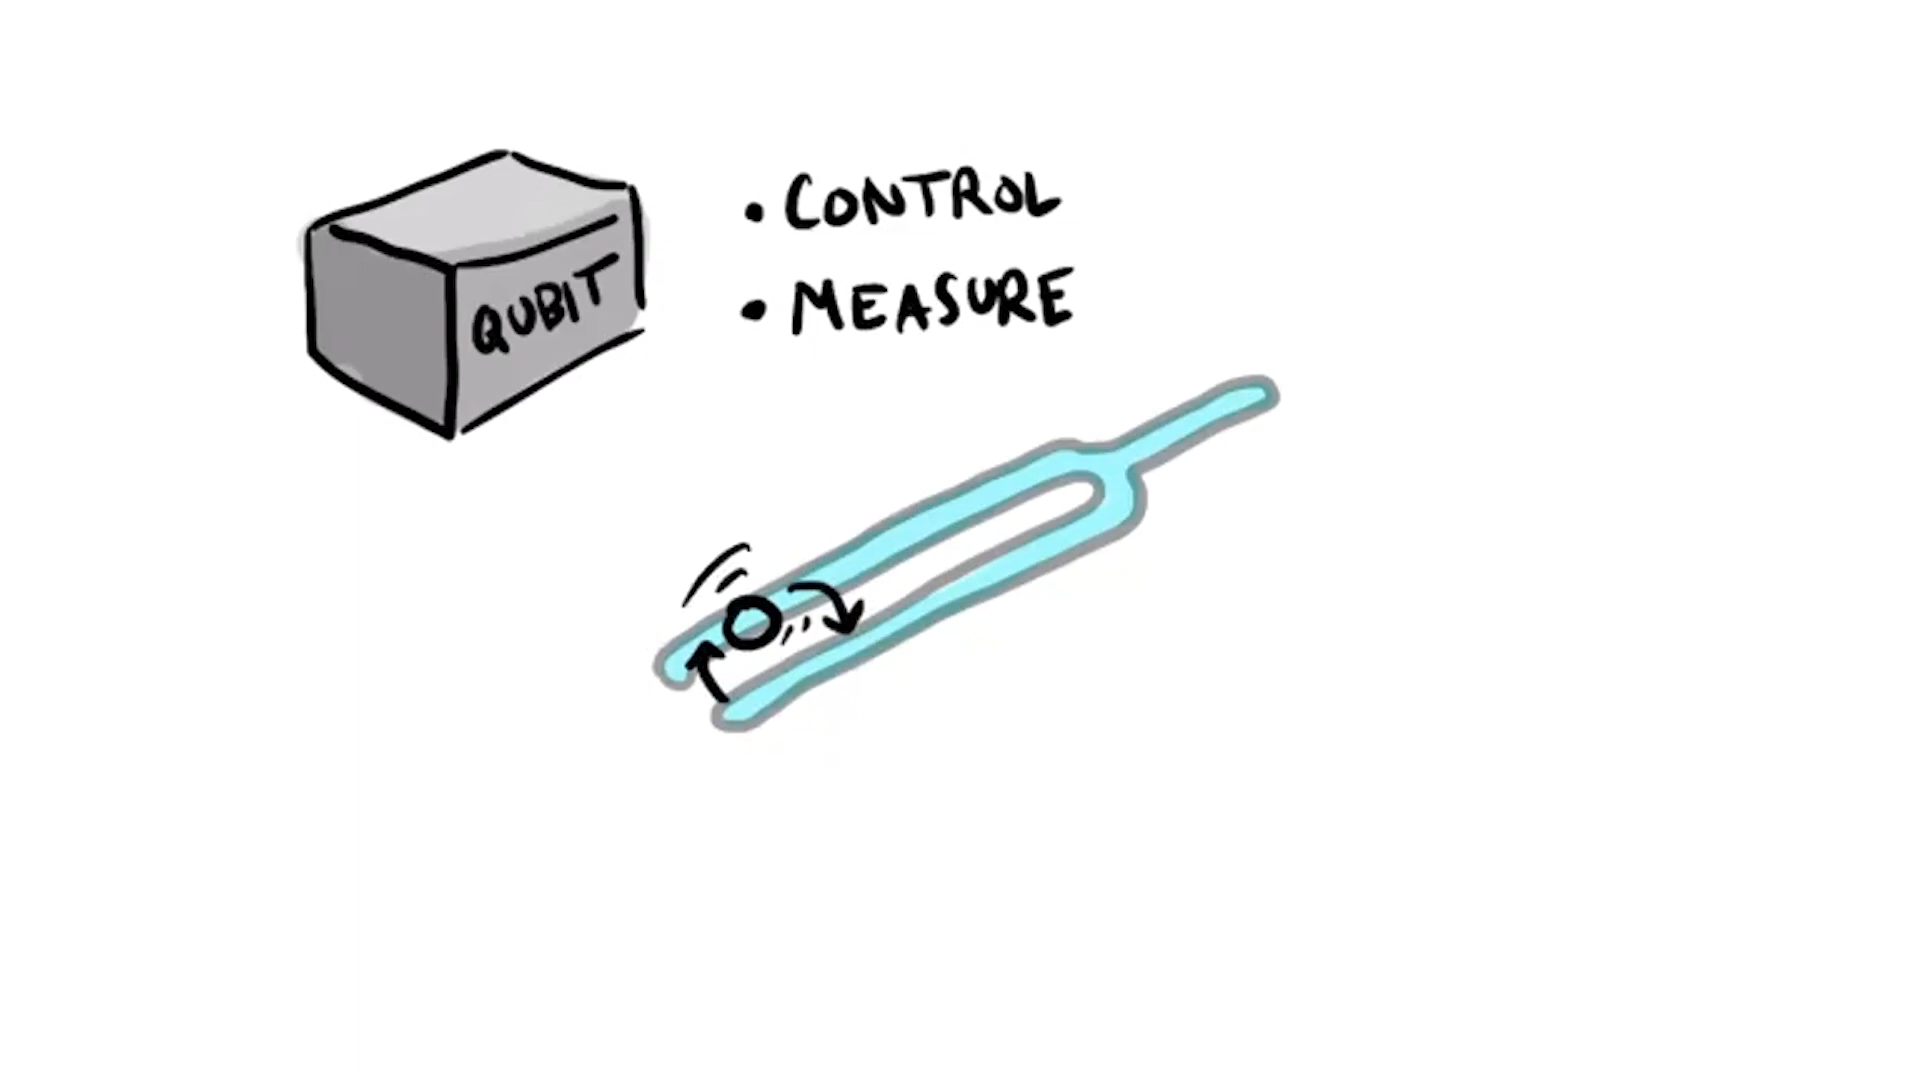 • CONTROL
• MEASURE
QUBIT